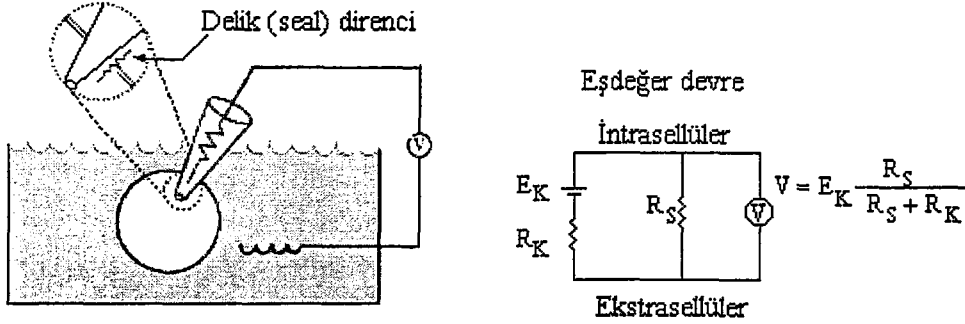 Delik (seal) direnci
V
Eşdeğer devre
İntrasellüler
E_K
R_K
R_S
V
V = E_K R_S / (R_S + R_K)
Ekstrasellüler